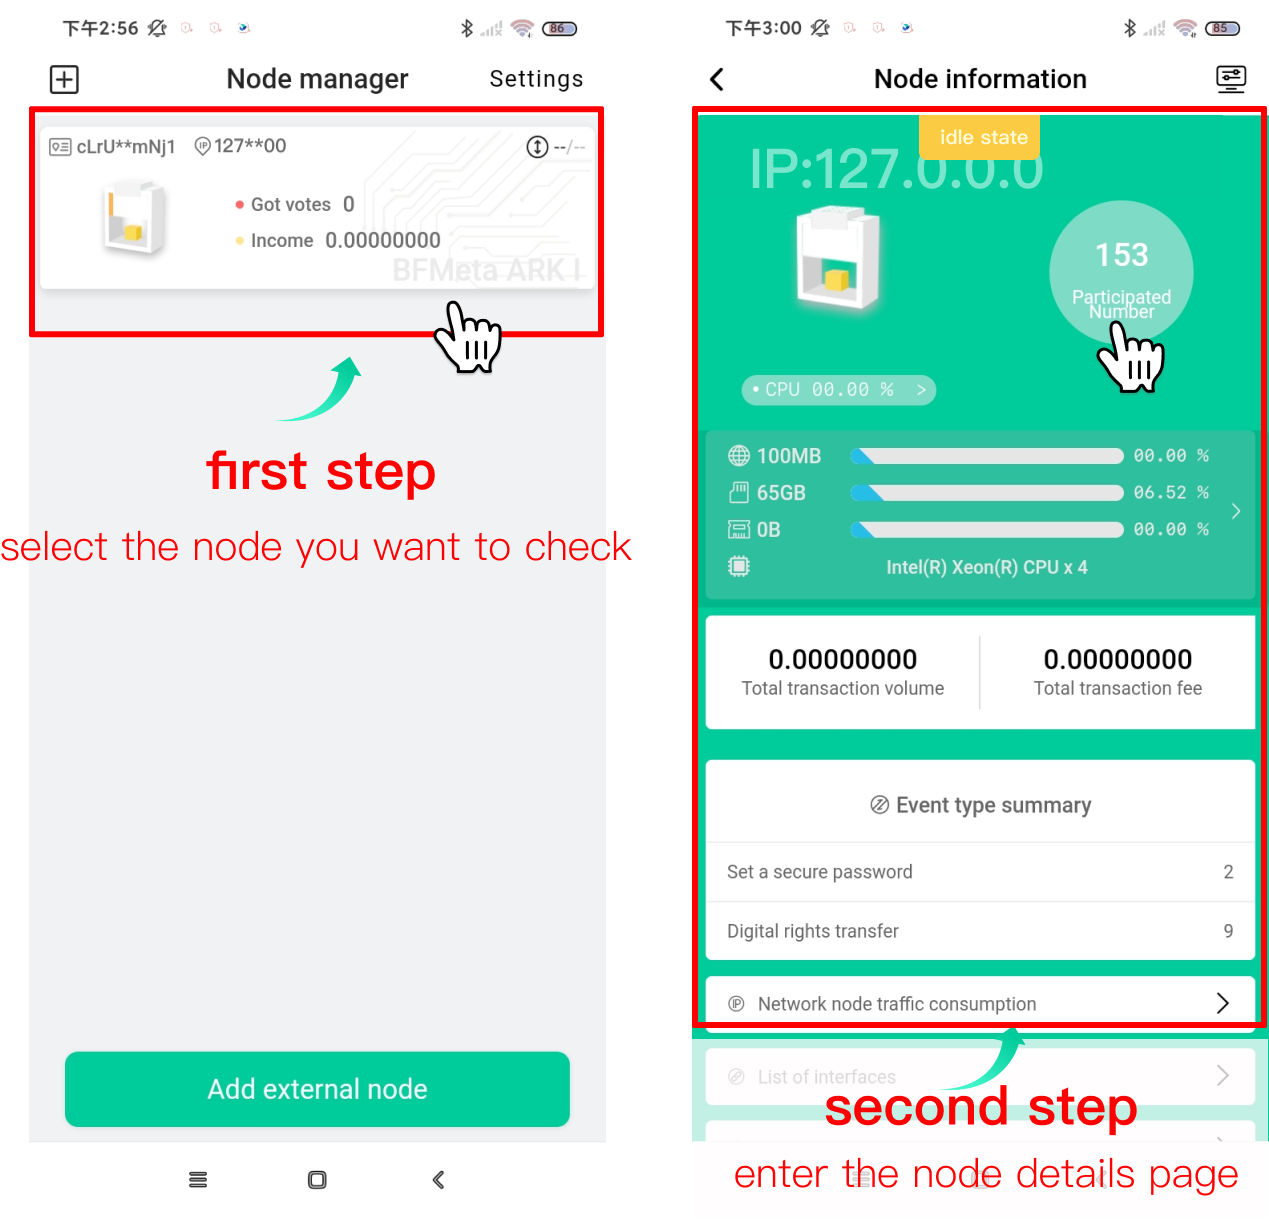 下午2:56
86
Node manager
Settings
cLrU**mNj1
IP
127**00
--/--
Got votes 0
Income 0.00000000
BFMeta ARK I
first step
select the node you want to check
Add external node
下午3:00
85
Node information
idle state
IP:127.0.0.0
153
Participated
Number
CPU 00.00 % >
100MB 00.00 %
65GB 06.52 %
0B 00.00 %
Intel(R) Xeon(R) CPU x 4
0.00000000
Total transaction volume
0.00000000
Total transaction fee
Event type summary
Set a secure password 2
Digital rights transfer 9
IP Network node traffic consumption
List of interfaces
second step
enter the node details page